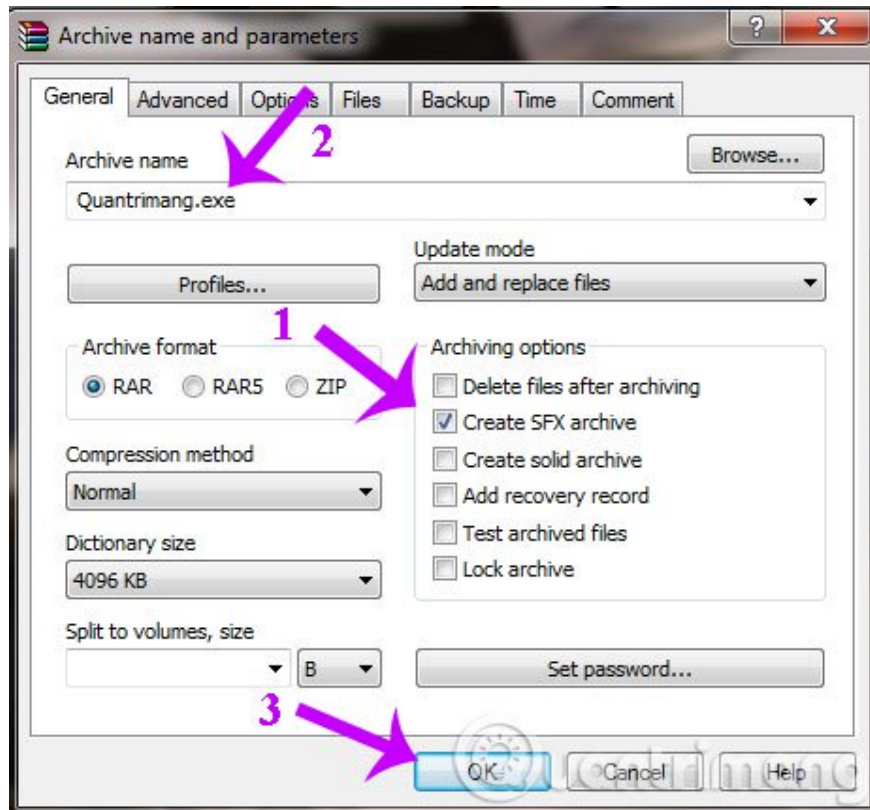 Archive name and parameters
General Advanced Options Files Backup Time Comment
2
Archive name
Browse...
Quantrimang.exe
Update mode
Profiles...
Add and replace files
1
Archive format
RAR RAR5 ZIP
Archiving options
Delete files after archiving
Create SFX archive
Create solid archive
Add recovery record
Test archived files
Lock archive
Compression method
Normal
Dictionary size
4096 KB
Split to volumes, size
B
Set password...
3
OK Cancel Help
Quantrimang